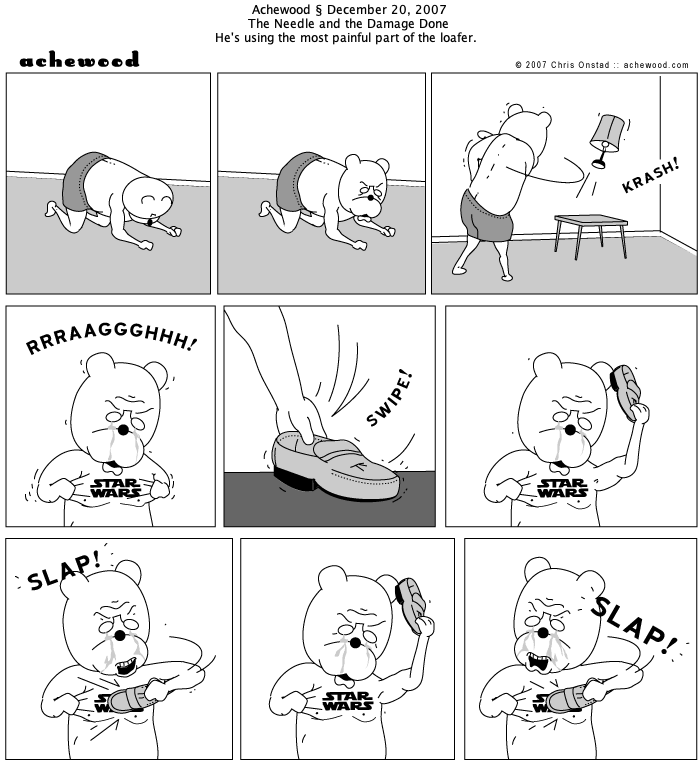 Achewood § December 20, 2007
The Needle and the Damage Done
He's using the most painful part of the loafer.
achewood
© 2007 Chris Onstad :: achewood.com
KRASH!
RRRAAGGGHHH!
STAR
WARS
SWIPE!
STAR
WARS
SLAP!
S
STAR
WARS
SLAP!
S